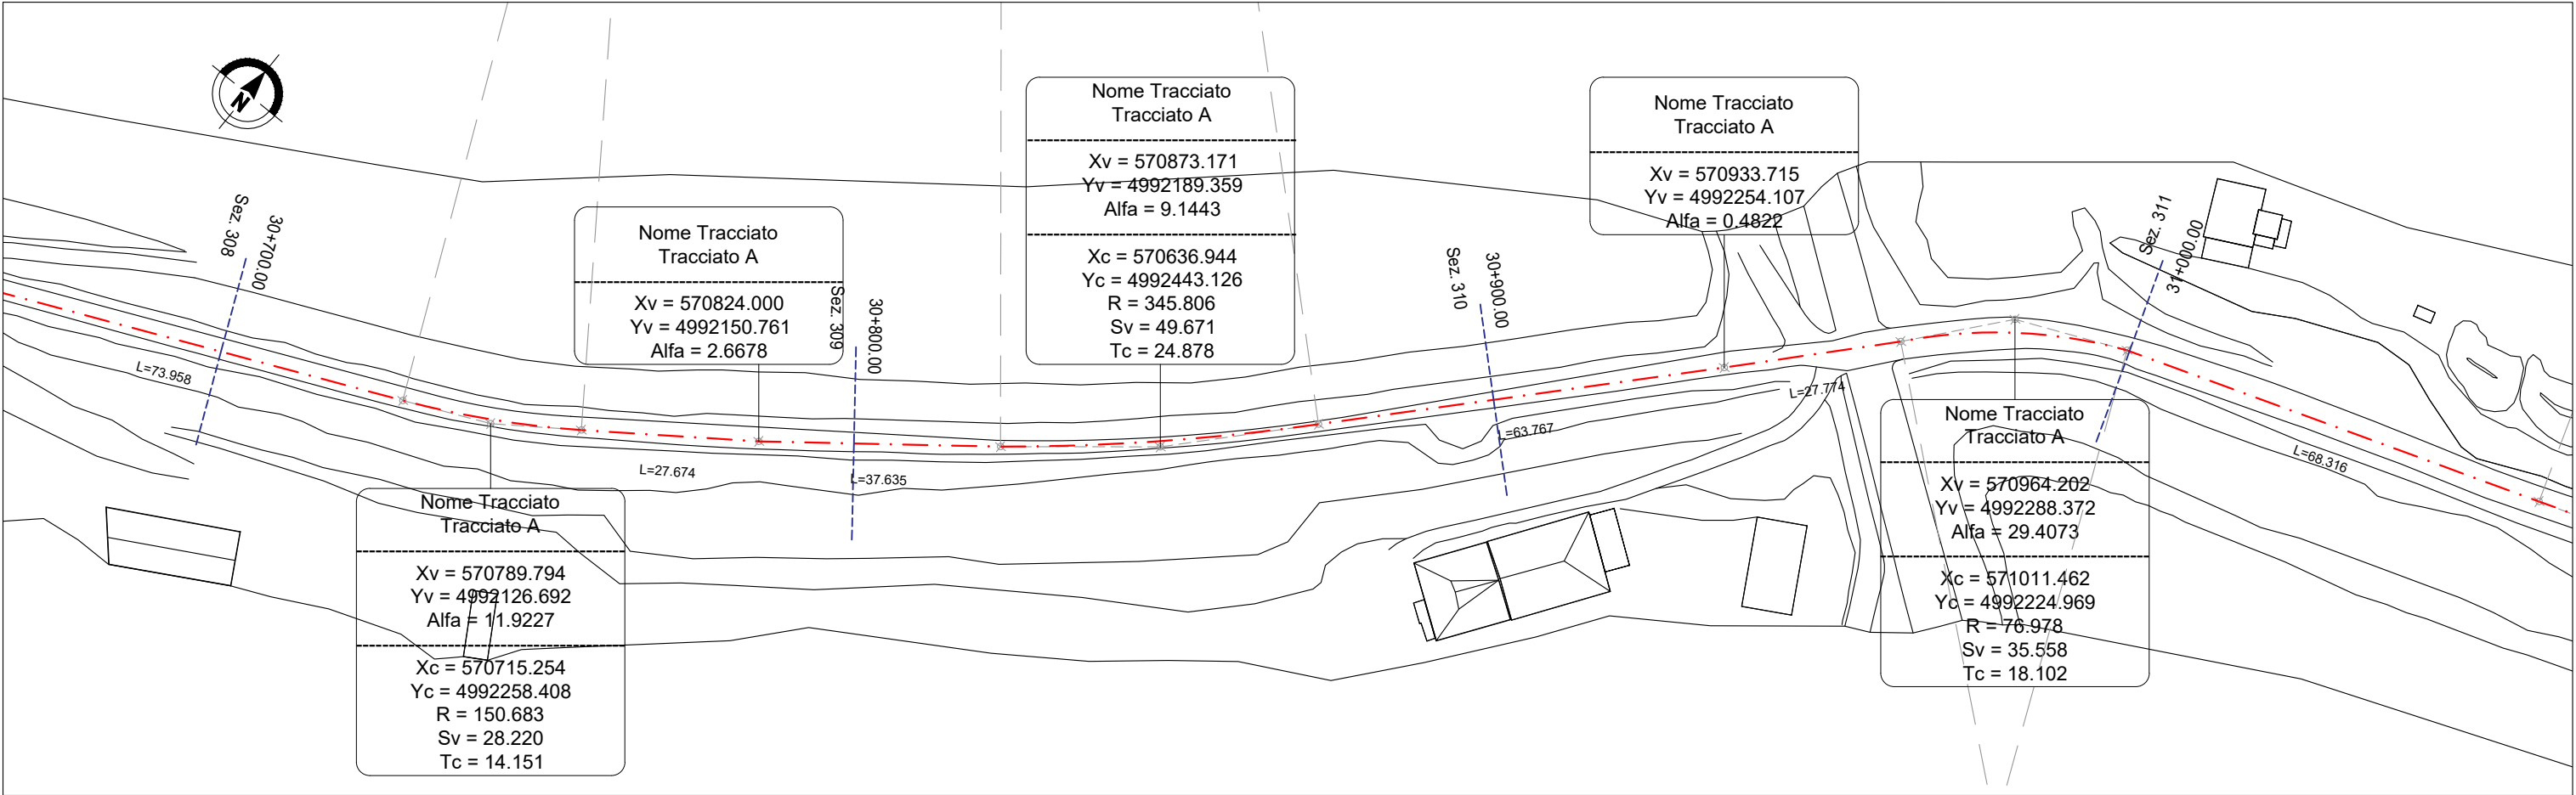 N
Sez. 308
30+700.00
L=73.958
Nome Tracciato
Tracciato A
Xv = 570789.794
Yv = 4992126.692
Alfa = 11.9227
Xc = 570715.254
Yc = 4992258.408
R = 150.683
Sv = 28.220
Tc = 14.151
Nome Tracciato
Tracciato A
Xv = 570824.000
Yv = 4992150.761
Alfa = 2.6678
L=27.674
Sez. 309
30+800.00
L=37.635
Nome Tracciato
Tracciato A
Xv = 570873.171
Yv = 4992189.359
Alfa = 9.1443
Xc = 570636.944
Yc = 4992443.126
R = 345.806
Sv = 49.671
Tc = 24.878
Sez. 310
30+900.00
L=63.767
Nome Tracciato
Tracciato A
Xv = 570933.715
Yv = 4992254.107
Alfa = 0.4822
L=27.774
Nome Tracciato
Tracciato A
Xv = 570964.202
Yv = 4992288.372
Alfa = 29.4073
Xc = 571011.462
Yc = 4992224.969
R = 76.978
Sv = 35.558
Tc = 18.102
Sez. 311
31+000.00
L=68.316